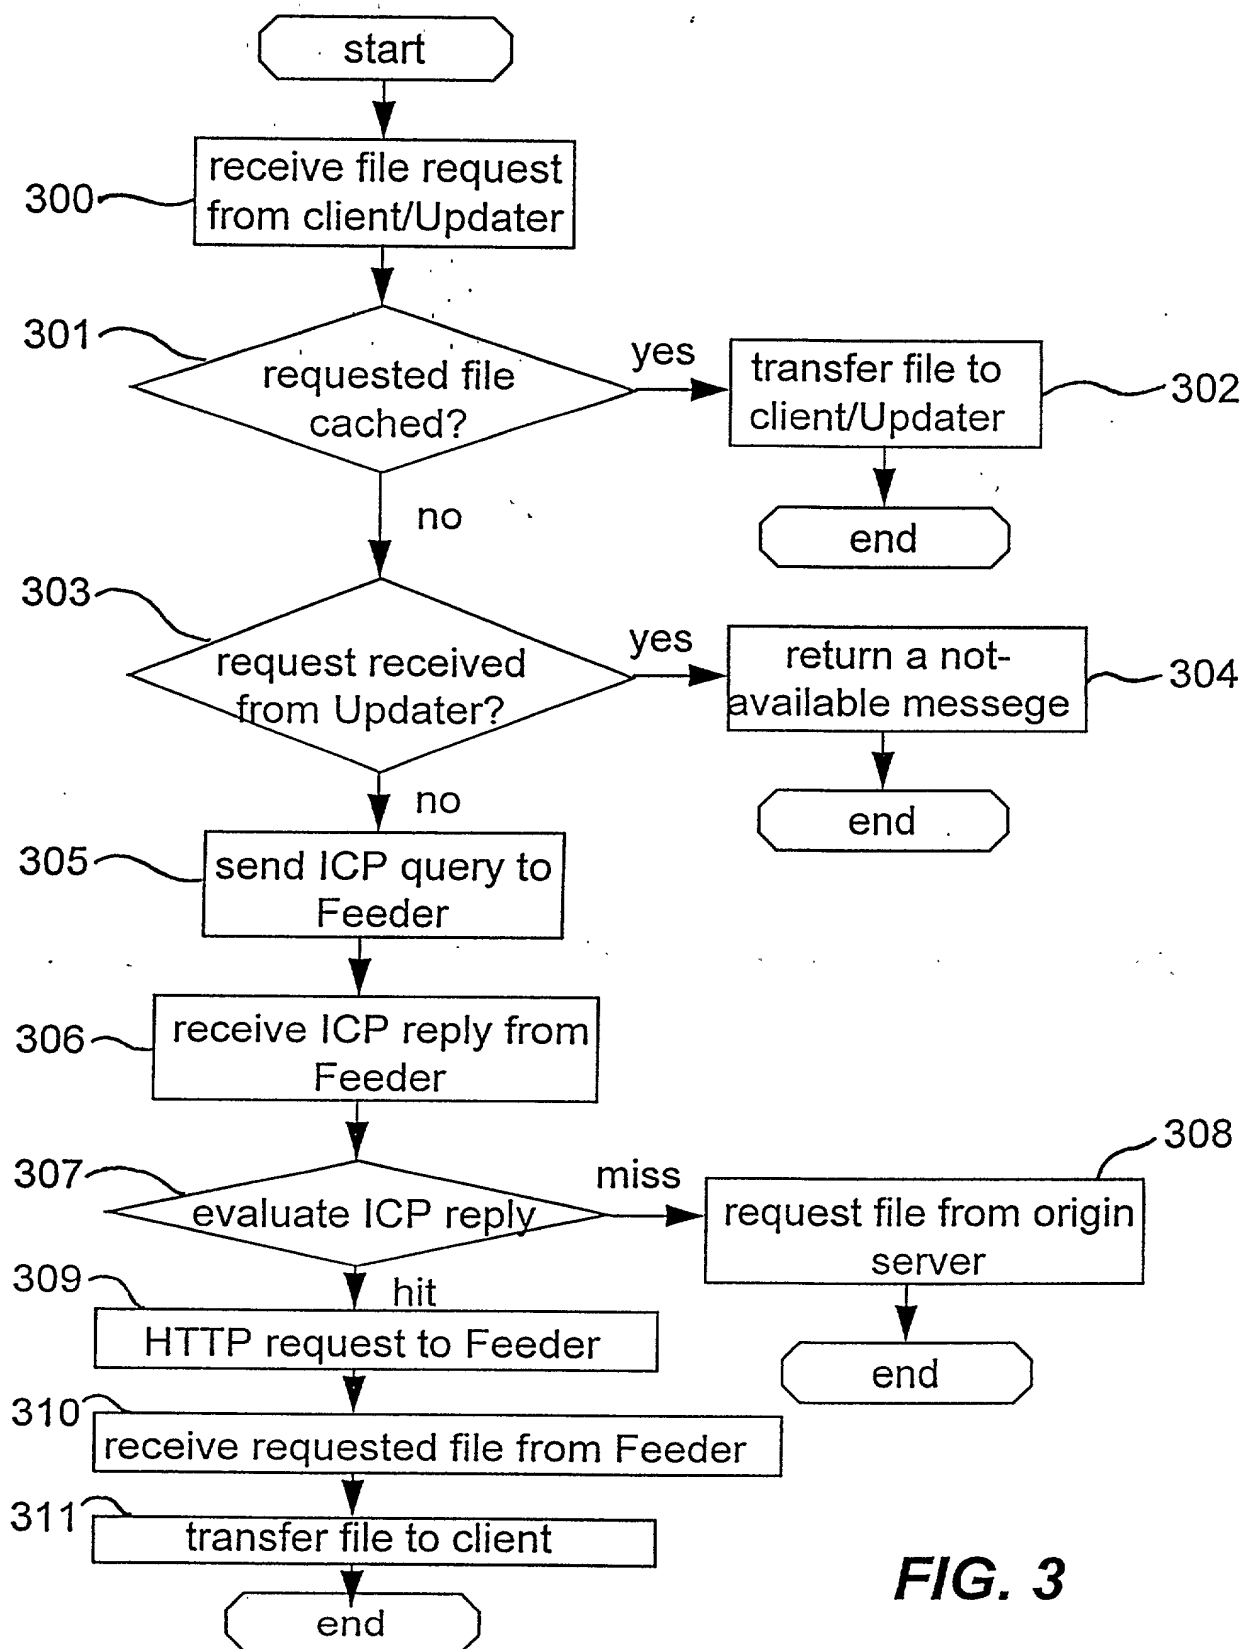 start
300
receive file request
from client/Updater
301
requested file
cached?
yes
transfer file to
client/Updater
302
end
no
303
request received
from Updater?
yes
return a not-
available messege
304
end
no
305
send ICP query to
Feeder
306
receive ICP reply from
Feeder
307
evaluate ICP reply
miss
308
request file from origin
server
end
hit
309
HTTP request to Feeder
310
receive requested file from Feeder
311
transfer file to client
end
FIG. 3